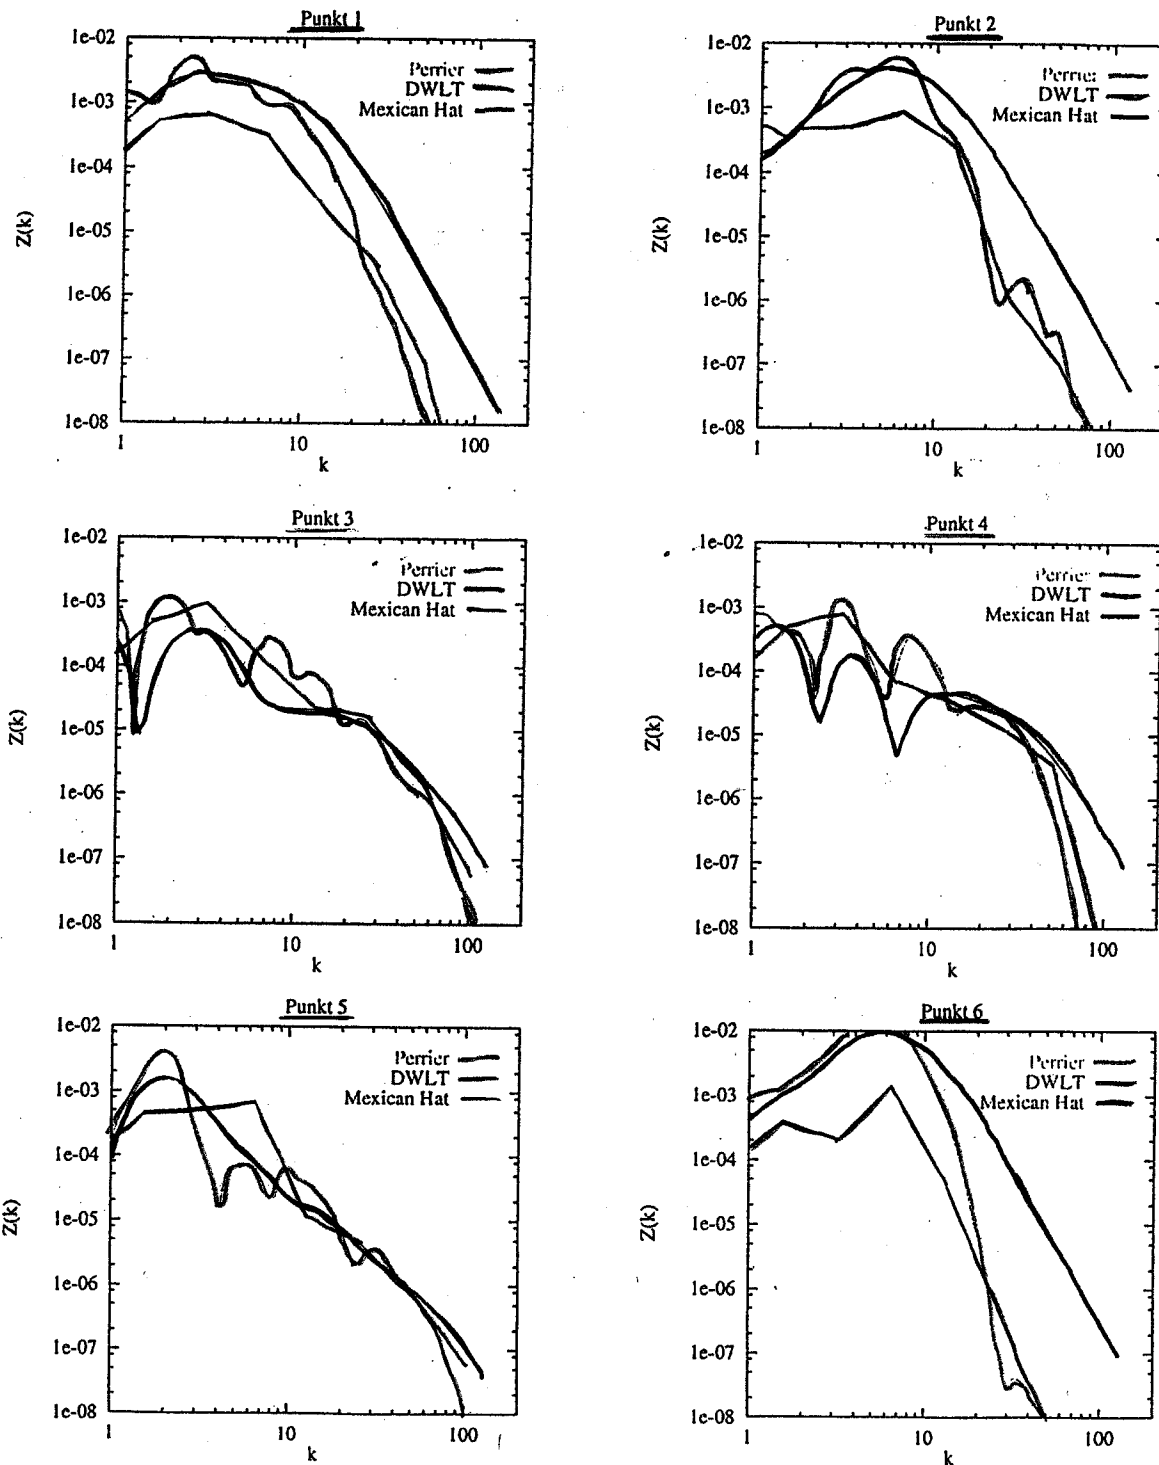 Punkt 1
1e-02
1e-03
1e-04
1e-05
1e-06
1e-07
1e-08
Z(k)
Perrier
DWLT
Mexican Hat
1 10 100
k
Punkt 2
1e-02
1e-03
1e-04
1e-05
1e-06
1e-07
1e-08
Z(k)
Perrier
DWLT
Mexican Hat
1 10 100
k
Punkt 3
1e-02
1e-03
1e-04
1e-05
1e-06
1e-07
1e-08
Z(k)
Perrier
DWLT
Mexican Hat
1 10 100
k
Punkt 4
1e-02
1e-03
1e-04
1e-05
1e-06
1e-07
1e-08
Z(k)
Perrier
DWLT
Mexican Hat
1 10 100
k
Punkt 5
1e-02
1e-03
1e-04
1e-05
1e-06
1e-07
1e-08
Z(k)
Perrier
DWLT
Mexican Hat
1 10 100
k
Punkt 6
1e-02
1e-03
1e-04
1e-05
1e-06
1e-07
1e-08
Z(k)
Perrier
DWLT
Mexican Hat
1 10 100
k